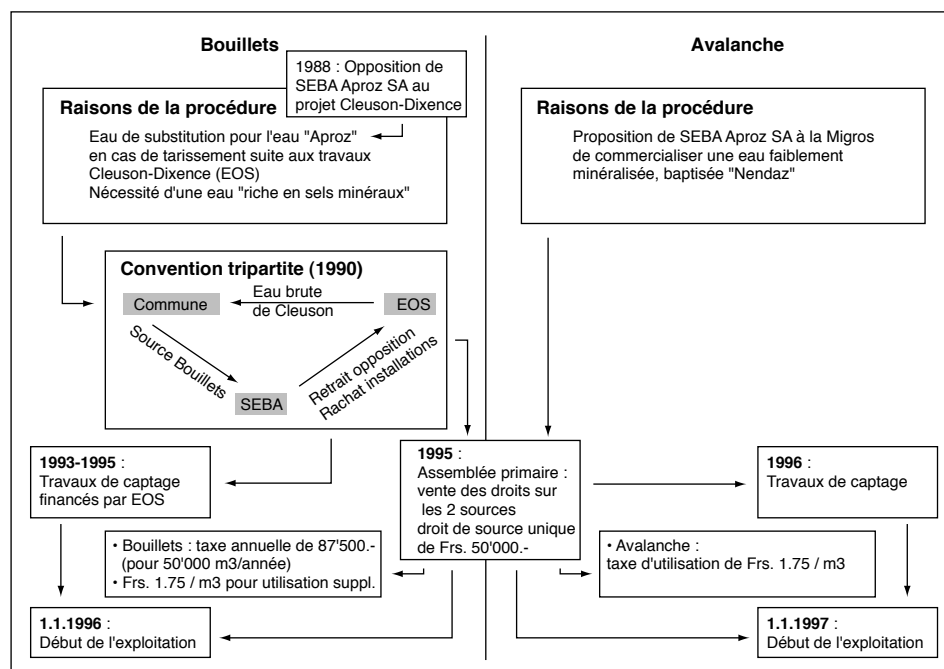 Bouillets
Avalanche
1988 : Opposition de
SEBA Aproz SA au
projet Cleuson-Dixence
Raisons de la procédure
Eau de substitution pour l'eau "Aproz"
en cas de tarissement suite aux travaux
Cleuson-Dixence (EOS)
Nécessité d'une eau "riche en sels minéraux"
Raisons de la procédure
Proposition de SEBA Aproz SA à la Migros
de commercialiser une eau faiblement
minéralisée, baptisée "Nendaz"
Convention tripartite (1990)
Commune
Eau brute
de Cleuson
EOS
Source Bouillets
SEBA
Retrait opposition
Rachat installations
1993-1995 :
Travaux de captage
financés par EOS
1995 :
Assemblée primaire :
vente des droits sur
les 2 sources
droit de source unique
de Frs. 50'000.-
1996 :
Travaux de captage
• Bouillets : taxe annuelle de 87'500.-
(pour 50'000 m3/année)
• Frs. 1.75 / m3 pour utilisation suppl.
• Avalanche :
taxe d'utilisation de Frs. 1.75 / m3
1.1.1996 :
Début de l'exploitation
1.1.1997 :
Début de l'exploitation